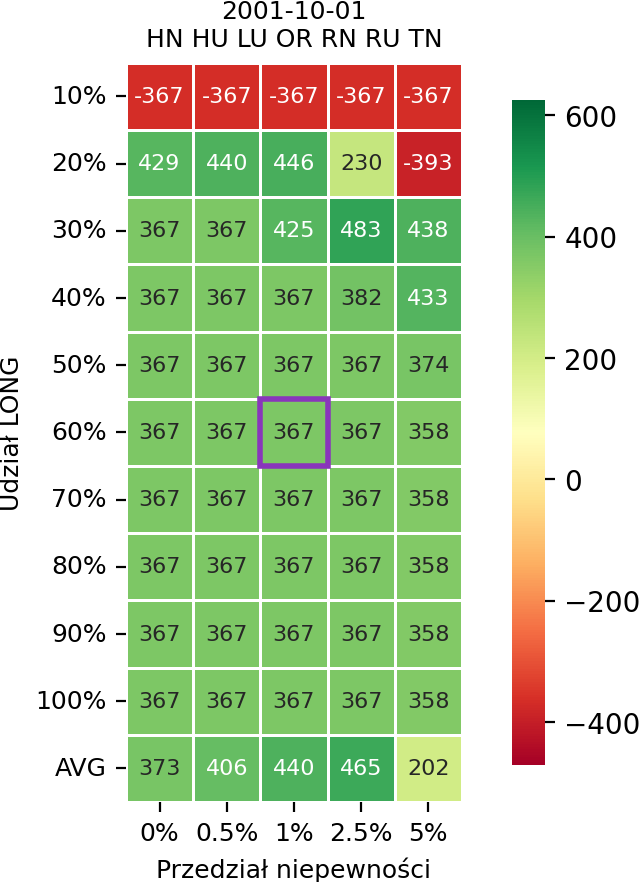 2001-10-01
HN HU LU OR RN RU TN
10% -367 -367 -367 -367 -367
20% 429 440 446 230 -393
30% 367 367 425 483 438
40% 367 367 367 382 433
50% 367 367 367 367 374
60% 367 367 367 367 358
70% 367 367 367 367 358
80% 367 367 367 367 358
90% 367 367 367 367 358
100% 367 367 367 367 358
AVG 373 406 440 465 202
0% 0.5% 1% 2.5% 5%
Przedział niepewności
Udział LONG
600
400
200
0
−200
−400